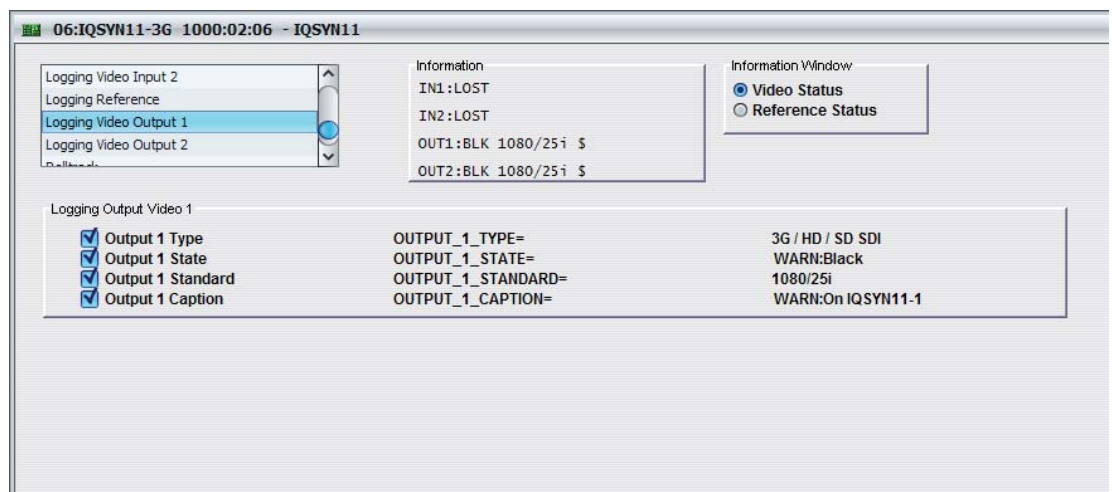 06:IQSYN11-3G 1000:02:06 - IQSYN11
Logging Video Input 2
Logging Reference
Logging Video Output 1
Logging Video Output 2
Information
IN1:LOST
IN2:LOST
OUT1:BLK 1080/25i $
OUT2:BLK 1080/25i $
Information Window
Video Status
Reference Status
Logging Output Video 1
Output 1 Type OUTPUT_1_TYPE= 3G / HD / SD SDI
Output 1 State OUTPUT_1_STATE= WARN:Black
Output 1 Standard OUTPUT_1_STANDARD= 1080/25i
Output 1 Caption OUTPUT_1_CAPTION= WARN:On IQSYN11-1